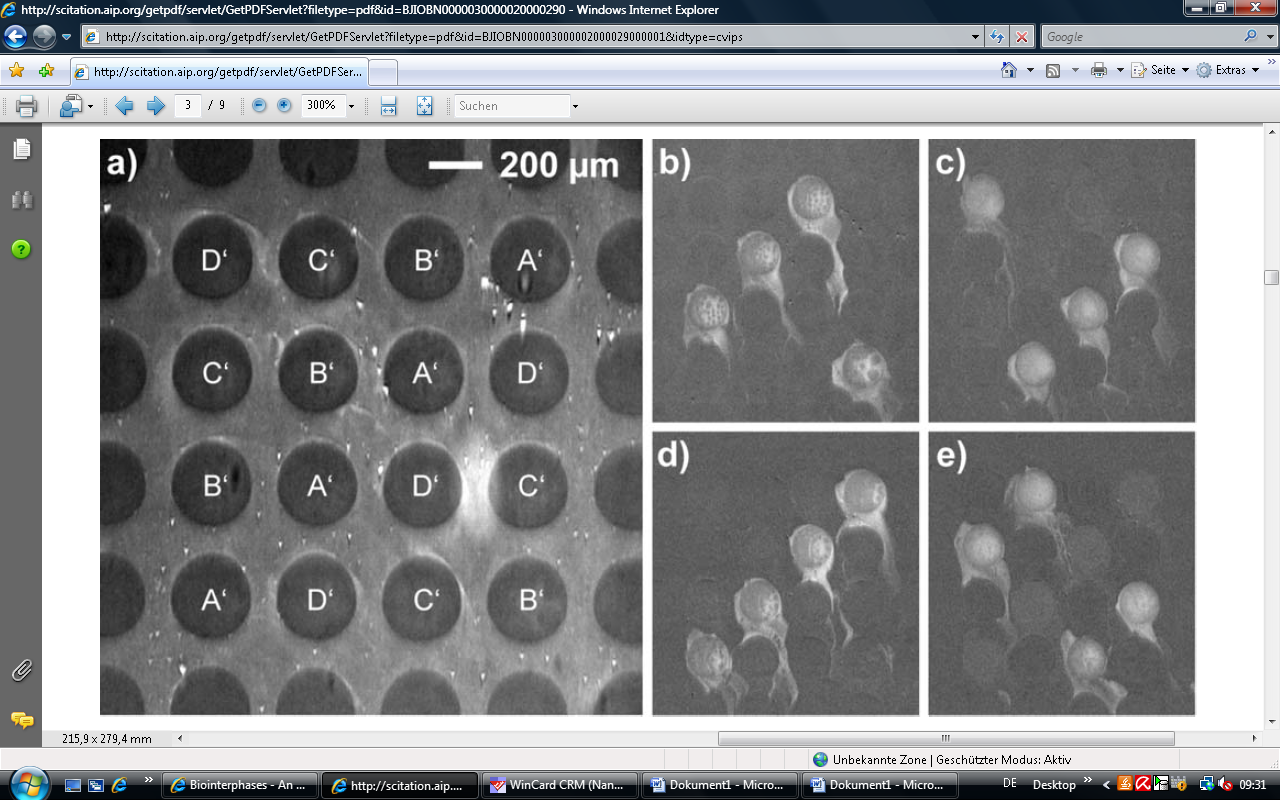 http://scitation.aip.org/getpdf/servlet/GetPDFServlet?filetype=pdf&id=BJIOBN000003000002000290 - Windows Internet Explorer
http://scitation.aip.org/getpdf/servlet/GetPDFServlet?filetype=pdf&id=BJIOBN000003000002000029000001&idtype=cvips
Google
http://scitation.aip.org/getpdf/servlet/GetPDFSer...
Seite
Extras
3 / 9
300%
Suchen
a)
200 µm
b)
c)
D‘ C‘ B‘ A‘
C‘ B‘ A‘ D‘
d)
e)
B‘ A‘ D‘ C‘
A‘ D‘ C‘ B‘
215,9 x 279,4 mm
Unbekannte Zone | Geschützter Modus: Aktiv
Biointerphases - An ...
http://scitation.aip....
WinCard CRM (Nan...
Dokument1 - Micros...
Dokument1 - Micros...
DE
Desktop
09:31